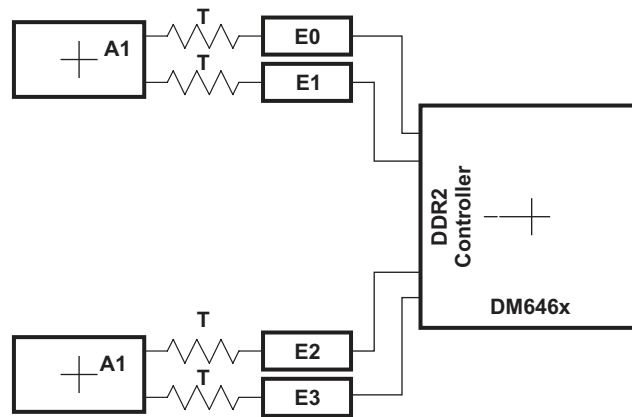 T
A1
E0
T
E1
DDR2
Controller
DM646x
T
A1
E2
T
E3